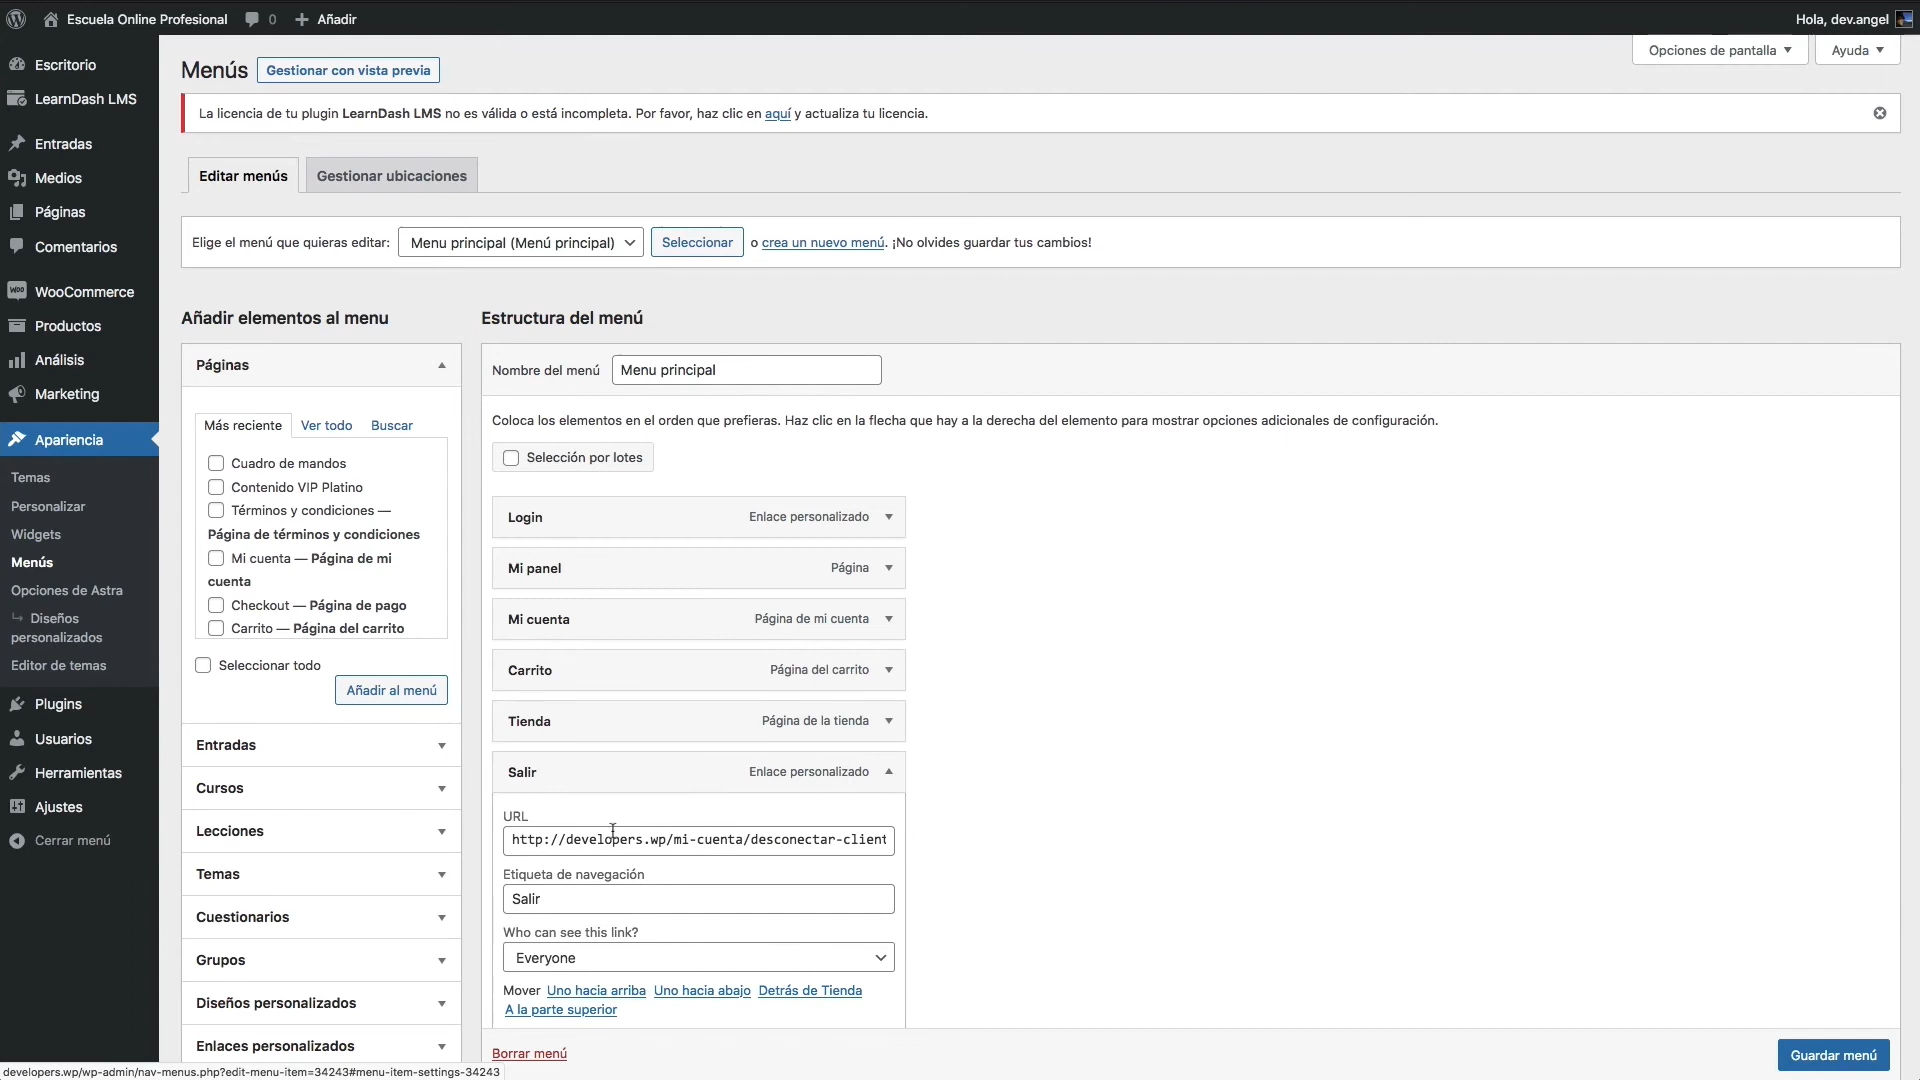 Escuela Online Profesional 0 Añadir Hola, dev.angel
Escritorio
LearnDash LMS
Entradas
Medios
Páginas
Comentarios
WooCommerce
Productos
Análisis
Marketing
Apariencia
Temas
Personalizar
Widgets
Menús
Opciones de Astra
Diseños
personalizados
Editor de temas
Plugins
Usuarios
Herramientas
Ajustes
Cerrar menú
Opciones de pantalla Ayuda
Menús Gestionar con vista previa
La licencia de tu plugin LearnDash LMS no es válida o está incompleta. Por favor, haz clic en aquí y actualiza tu licencia.
Editar menús Gestionar ubicaciones
Elige el menú que quieras editar: Menu principal (Menú principal) Seleccionar o crea un nuevo menú. ¡No olvides guardar tus cambios!
Añadir elementos al menu
Páginas
Más reciente Ver todo Buscar
Cuadro de mandos
Contenido VIP Platino
Términos y condiciones —
Página de términos y condiciones
Mi cuenta — Página de mi
cuenta
Checkout — Página de pago
Carrito — Página del carrito
Seleccionar todo
Añadir al menú
Entradas
Cursos
Lecciones
Temas
Cuestionarios
Grupos
Diseños personalizados
Enlaces personalizados
Estructura del menú
Nombre del menú Menu principal
Coloca los elementos en el orden que prefieras. Haz clic en la flecha que hay a la derecha del elemento para mostrar opciones adicionales de configuración.
Selección por lotes
Login Enlace personalizado
Mi panel Página
Mi cuenta Página de mi cuenta
Carrito Página del carrito
Tienda Página de la tienda
Salir Enlace personalizado
URL
http://developers.wp/mi-cuenta/desconectar-client
Etiqueta de navegación
Salir
Who can see this link?
Everyone
Mover Uno hacia arriba Uno hacia abajo Detrás de Tienda
A la parte superior
Borrar menú Guardar menú
developers.wp/wp-admin/nav-menus.php?edit-menu-item=34243#menu-item-settings-34243